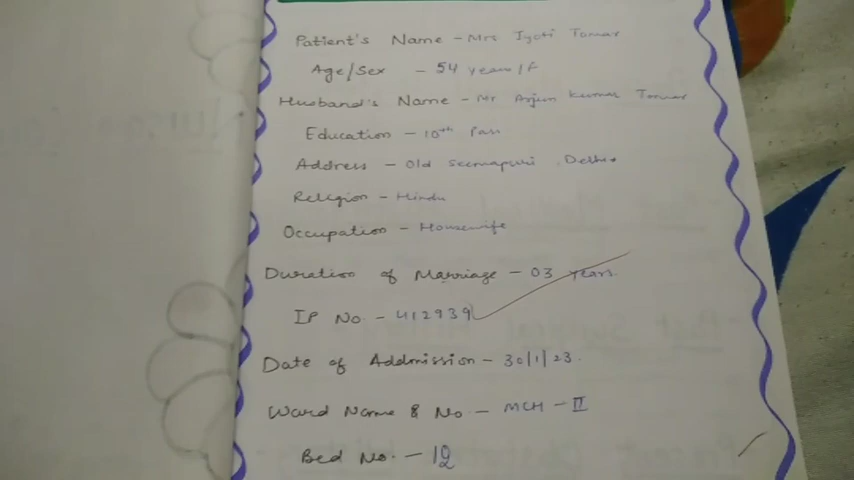 Patient's Name - Mrs Jyoti Tomar
Age/Sex - 54 years/f
Husband's Name - Mr Arjun Kumar Tomar
Education - 10th Pass
Address - Old Seemapuri Delhi
Religion - Hindu
Occupation - Housewife
Duration of Marriage - 03 years.
IP No. - 412939
Date of Addmission - 30/1/23.
Ward Name & No - MCH - II
Bed No. - 12